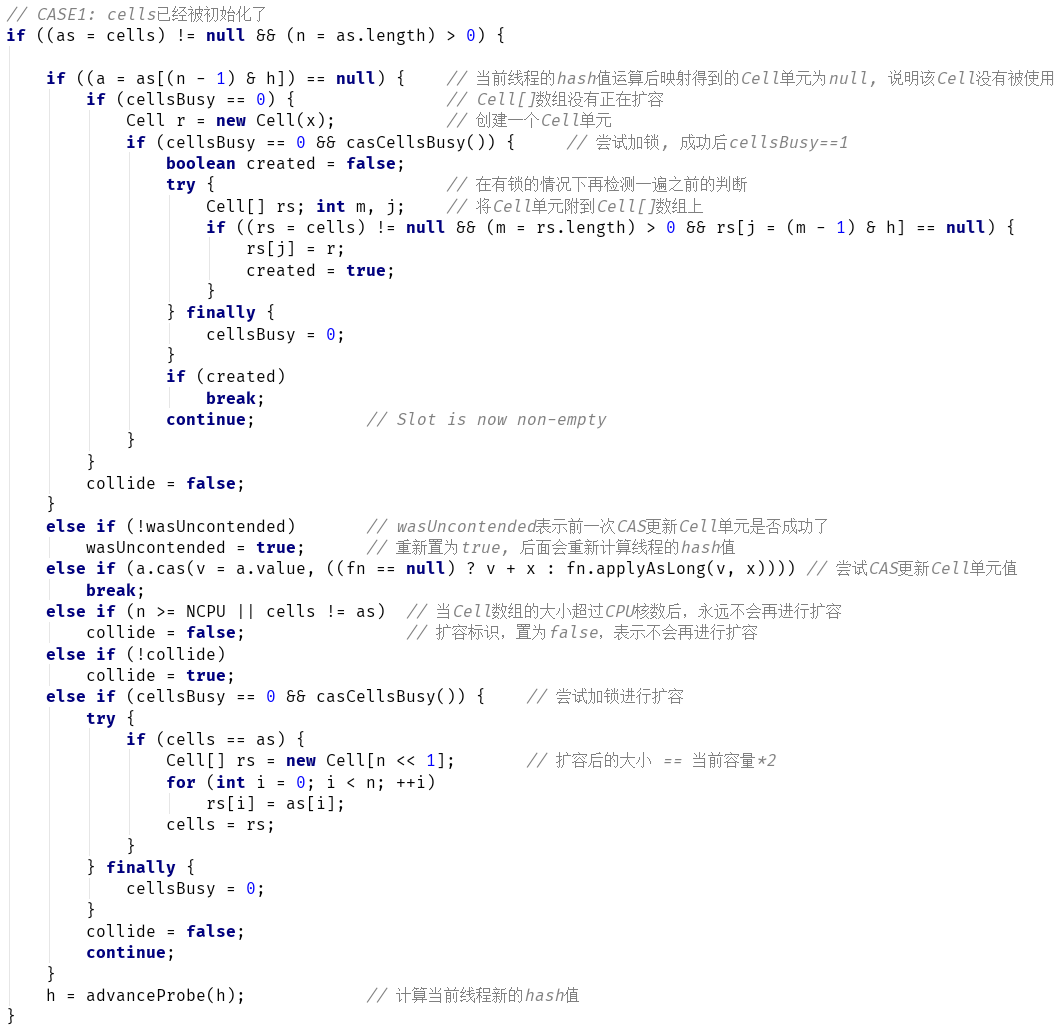 // CASE1: cells已经被初始化了
if ((as = cells) != null && (n = as.length) > 0) {
    if ((a = as[(n - 1) & h]) == null) {    // 当前线程的hash值运算后映射得到的Cell单元为null, 说明该Cell没有被使用
        if (cellsBusy == 0) {               // Cell[]数组没有正在扩容
            Cell r = new Cell(x);           // 创建一个Cell单元
            if (cellsBusy == 0 && casCellsBusy()) {     // 尝试加锁, 成功后cellsBusy==1
                boolean created = false;
                try {                       // 在有锁的情况下再检测一遍之前的判断
                    Cell[] rs; int m, j;    // 将Cell单元附到Cell[]数组上
                    if ((rs = cells) != null && (m = rs.length) > 0 && rs[j = (m - 1) & h] == null) {
                        rs[j] = r;
                        created = true;
                    }
                } finally {
                    cellsBusy = 0;
                }
                if (created)
                    break;
                continue;           // Slot is now non-empty
            }
        }
        collide = false;
    }
    else if (!wasUncontended)       // wasUncontended表示前一次CAS更新Cell单元是否成功了
        wasUncontended = true;      // 重新置为true, 后面会重新计算线程的hash值
    else if (a.cas(v = a.value, ((fn == null) ? v + x : fn.applyAsLong(v, x)))) // 尝试CAS更新Cell单元值
        break;
    else if (n >= NCPU || cells != as)  // 当Cell数组的大小超过CPU核数后，永远不会再进行扩容
        collide = false;                // 扩容标识，置为false，表示不会再进行扩容
    else if (!collide)
        collide = true;
    else if (cellsBusy == 0 && casCellsBusy()) {    // 尝试加锁进行扩容
        try {
            if (cells == as) {
                Cell[] rs = new Cell[n << 1];       // 扩容后的大小 == 当前容量*2
                for (int i = 0; i < n; ++i)
                    rs[i] = as[i];
                cells = rs;
            }
        } finally {
            cellsBusy = 0;
        }
        collide = false;
        continue;
    }
    h = advanceProbe(h);            // 计算当前线程新的hash值
}